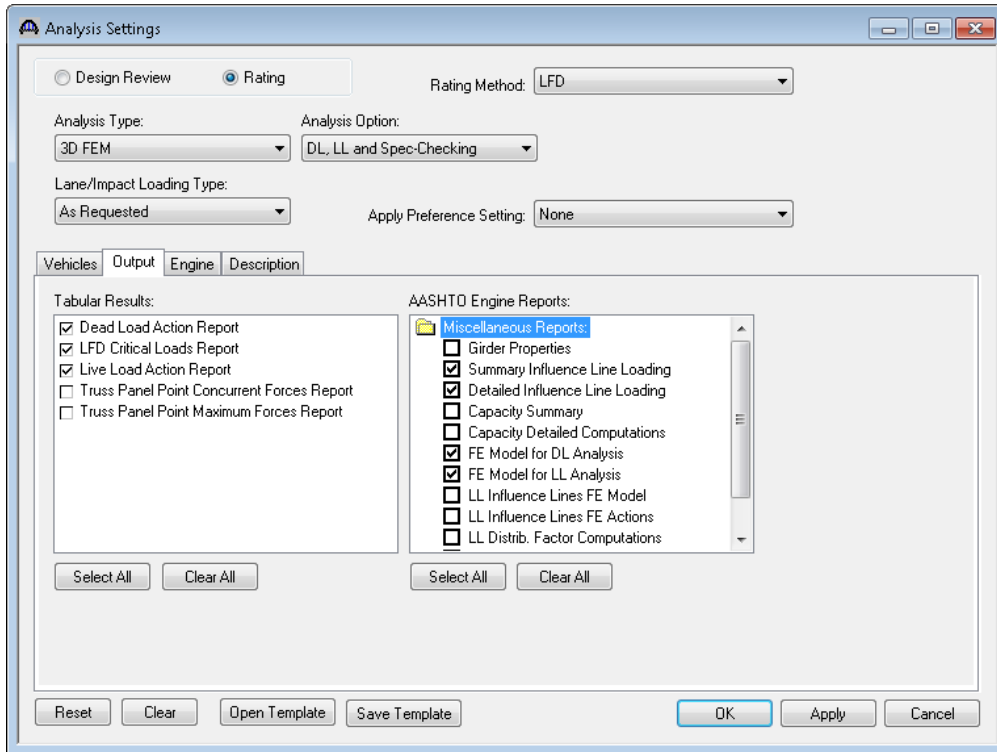 Analysis Settings
Design Review
Rating
Rating Method:
LFD
Analysis Type:
Analysis Option:
3D FEM
DL, LL and Spec-Checking
Lane/Impact Loading Type:
As Requested
Apply Preference Setting:
None
Vehicles
Output
Engine
Description
Tabular Results:
Dead Load Action Report
LFD Critical Loads Report
Live Load Action Report
Truss Panel Point Concurrent Forces Report
Truss Panel Point Maximum Forces Report
Select All
Clear All
AASHTO Engine Reports:
Miscellaneous Reports:
Girder Properties
Summary Influence Line Loading
Detailed Influence Line Loading
Capacity Summary
Capacity Detailed Computations
FE Model for DL Analysis
FE Model for LL Analysis
LL Influence Lines FE Model
LL Influence Lines FE Actions
LL Distrib. Factor Computations
Select All
Clear All
Reset
Clear
Open Template
Save Template
OK
Apply
Cancel